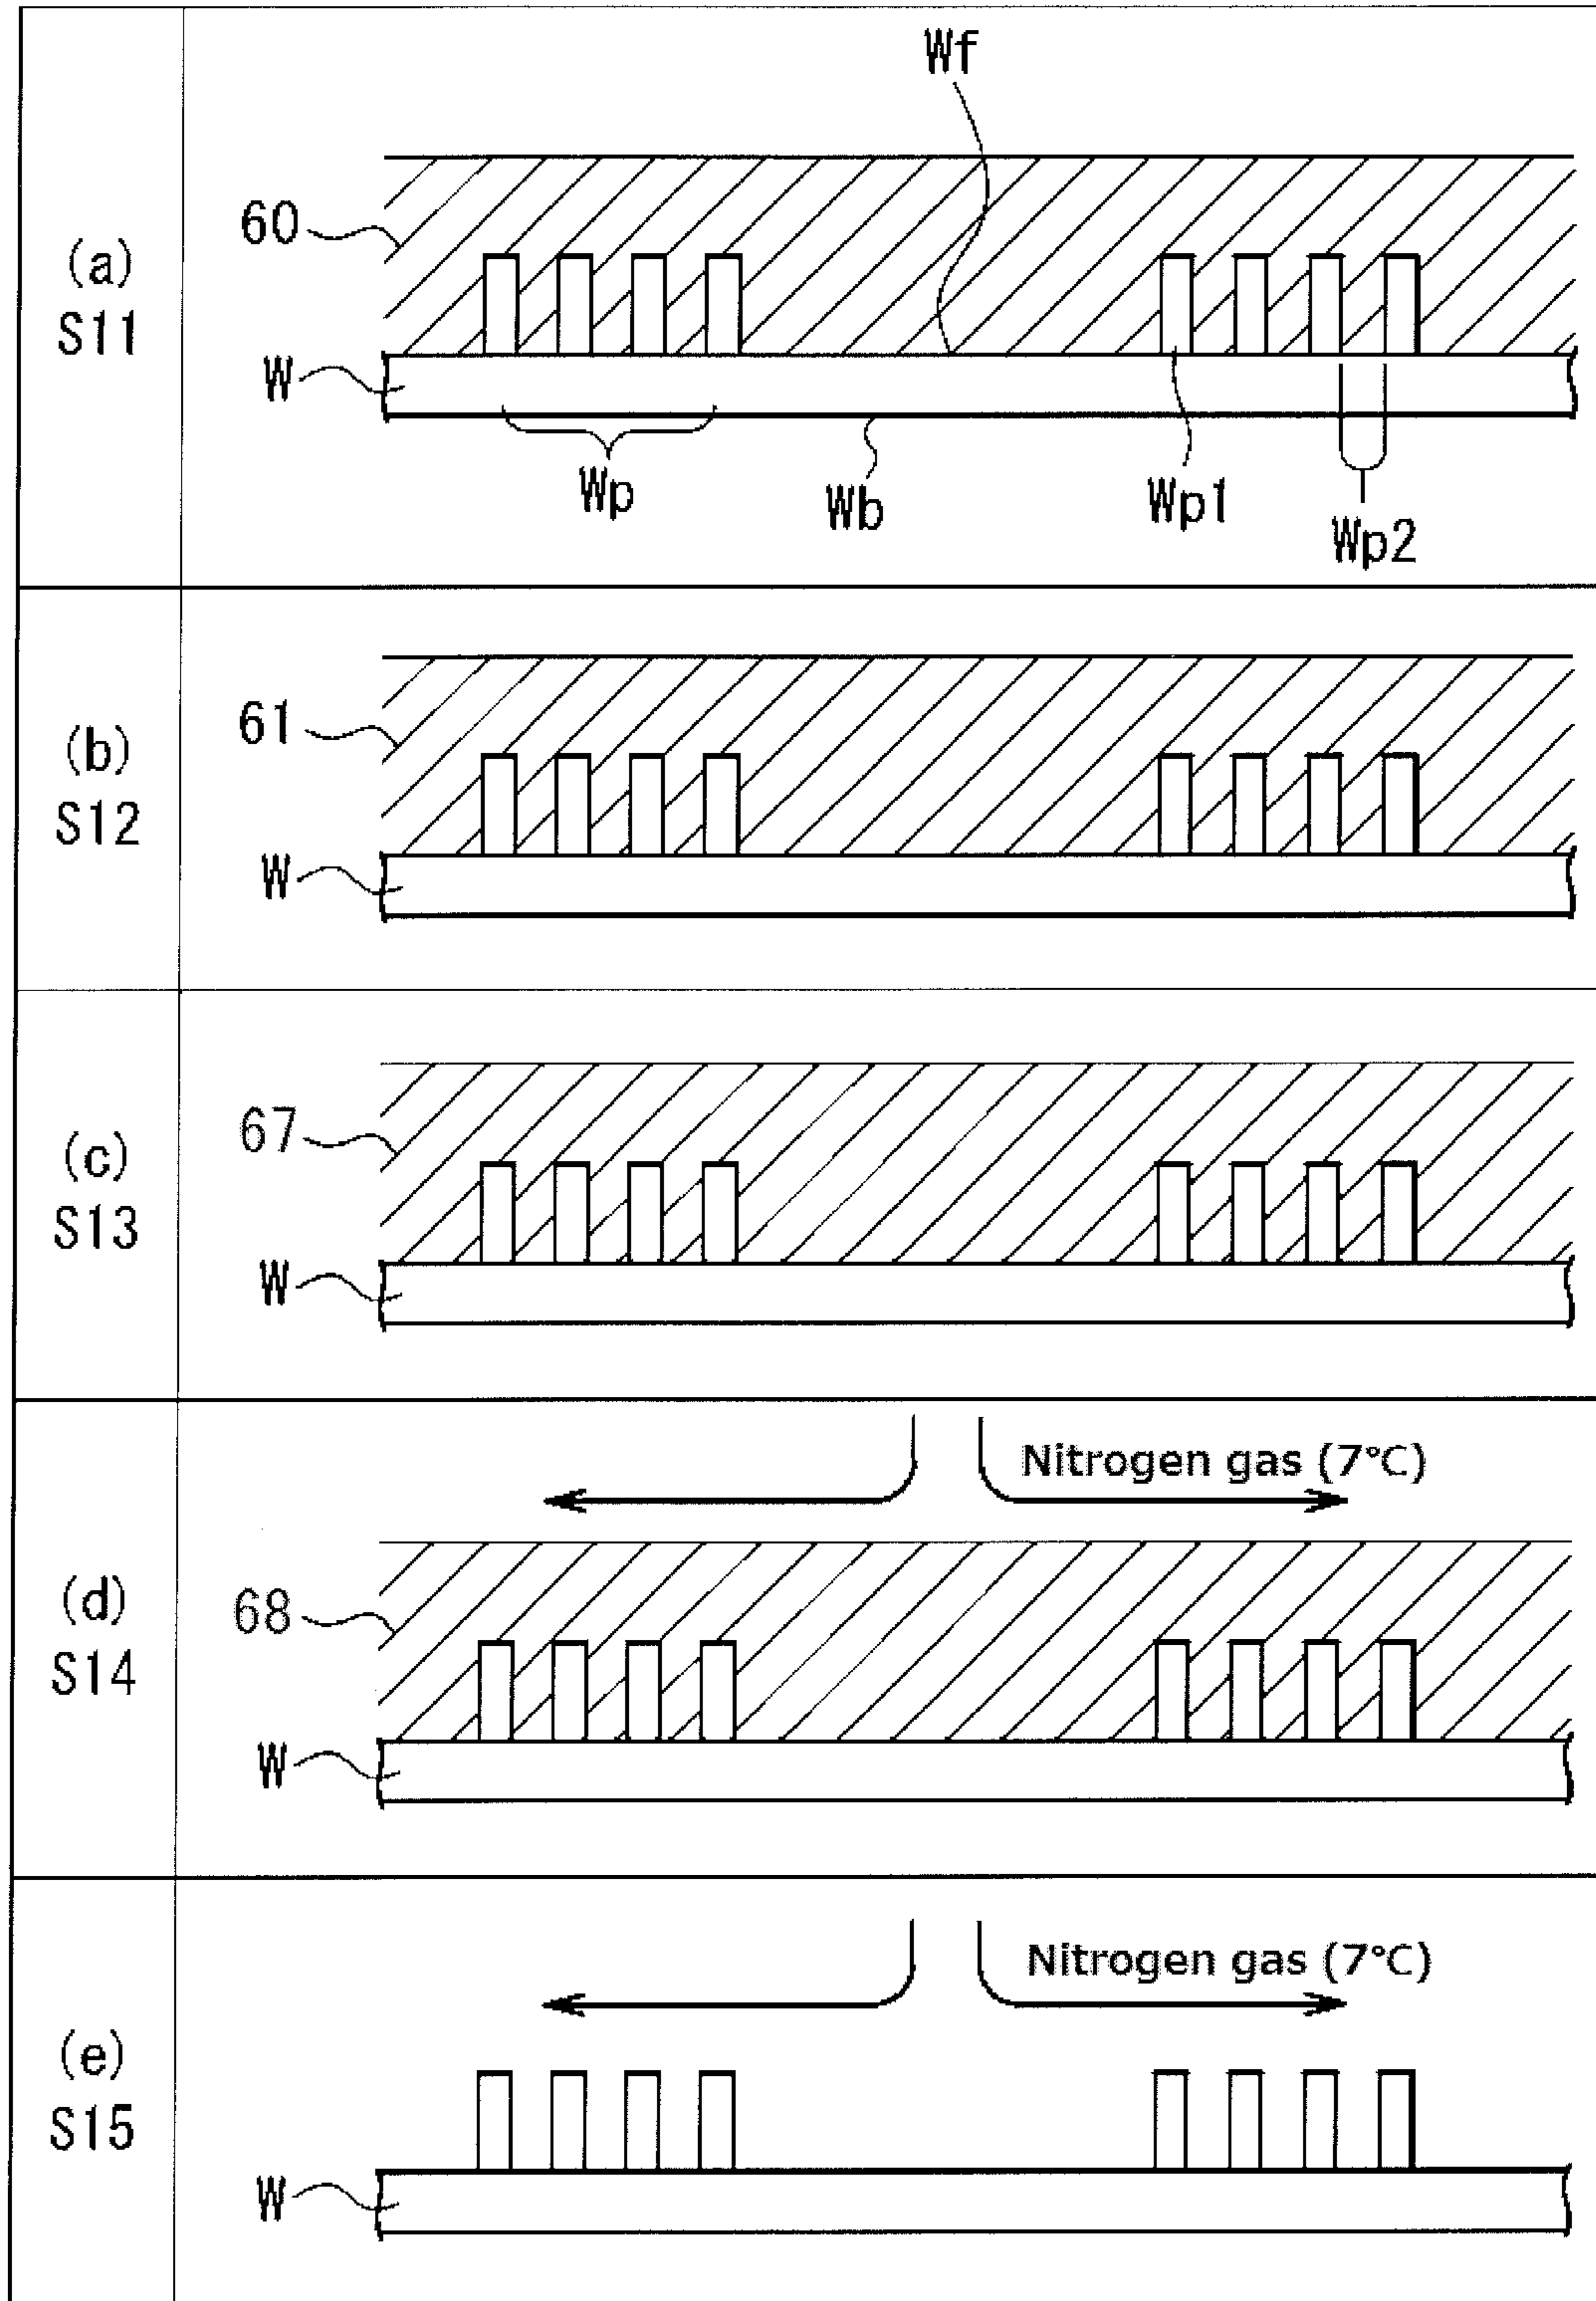 Wf
60
(a)
S11
W
Wp
Wb
Wp1
Wp2
61
(b)
S12
W
67
(c)
S13
W
Nitrogen gas (7℃)
68
(d)
S14
W
Nitrogen gas (7℃)
(e)
S15
W